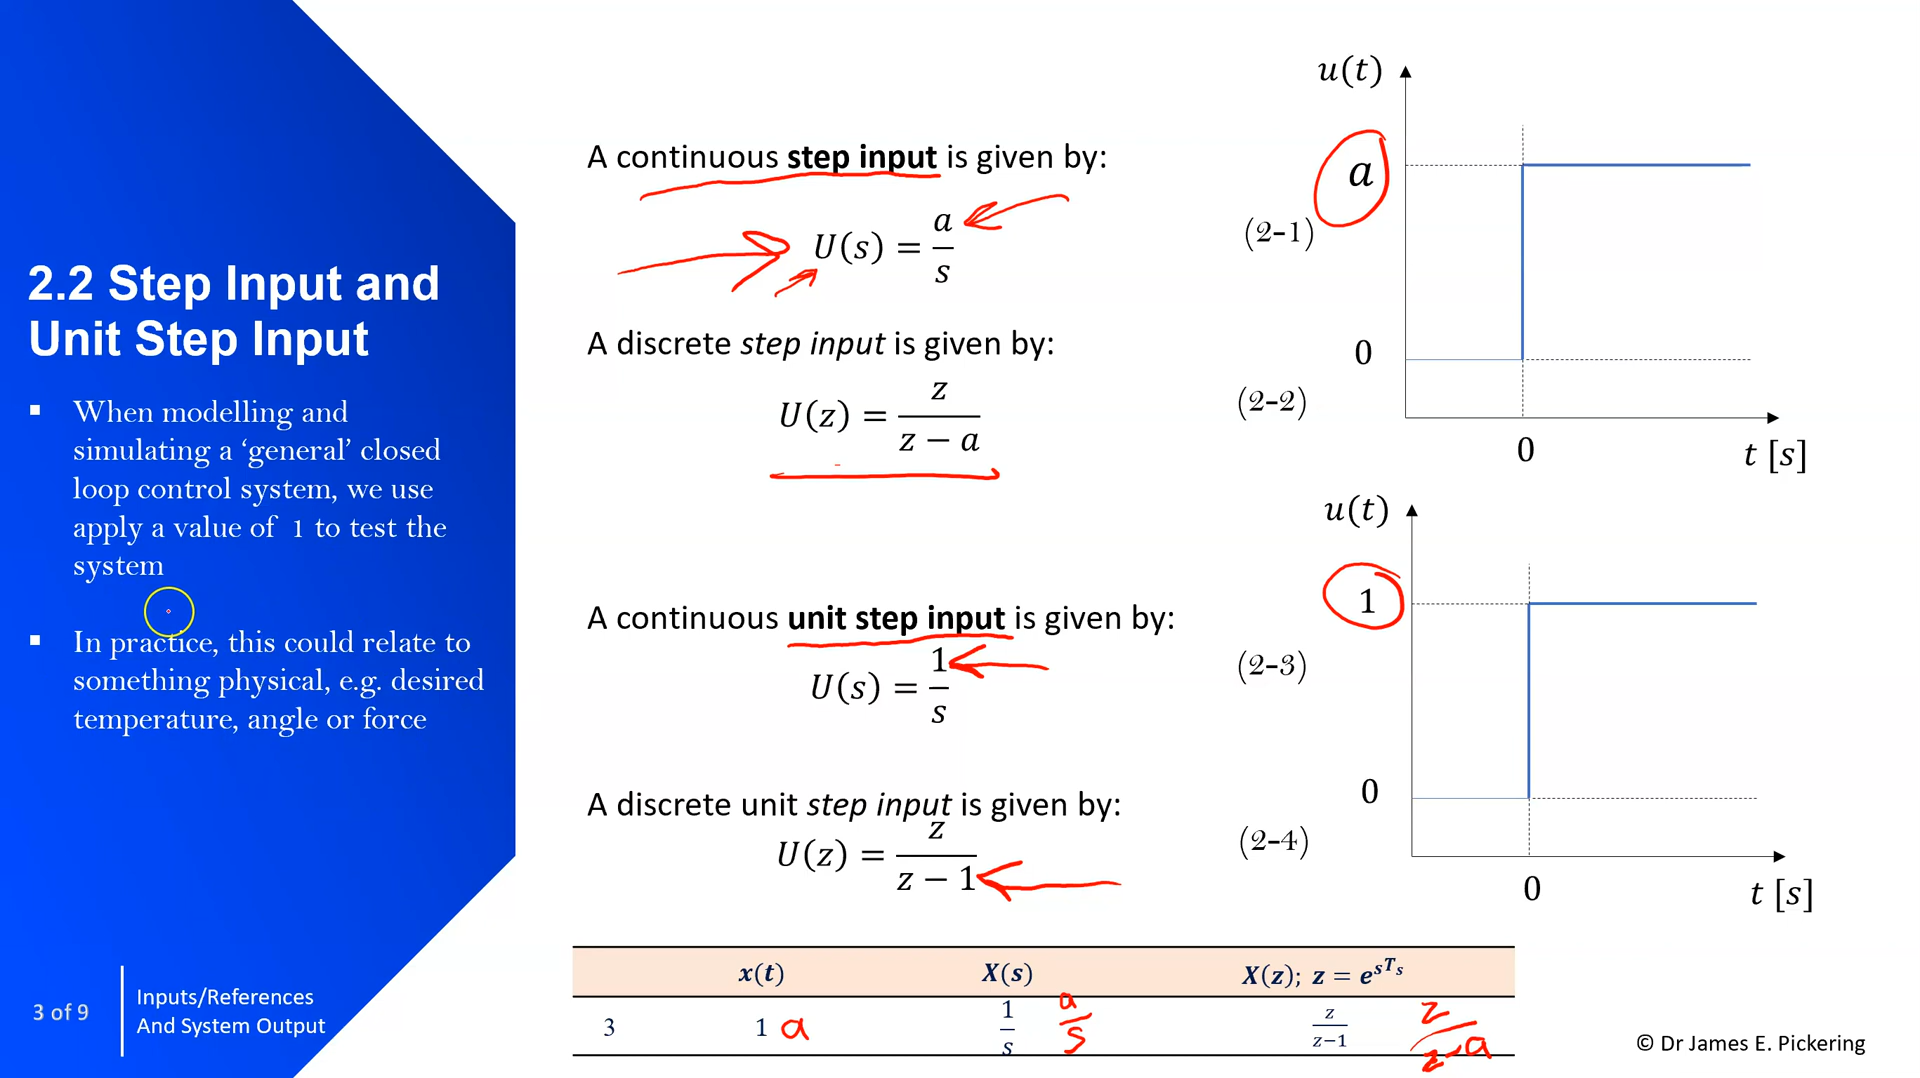 2.2 Step Input and
Unit Step Input
▪ When modelling and
simulating a ‘general’ closed
loop control system, we use
apply a value of 1 to test the
system
▪ In practice, this could relate to
something physical, e.g. desired
temperature, angle or force
3 of 9
Inputs/References
And System Output
A continuous step input is given by:
U(s) = a/s
(2-1)
A discrete step input is given by:
U(z) = z/(z − a)
(2-2)
A continuous unit step input is given by:
U(s) = 1/s
(2-3)
A discrete unit step input is given by:
U(z) = z/(z − 1)
(2-4)
u(t)
a
0
0
t [s]
u(t)
1
0
0
t [s]
x(t) X(s) X(z); z = e^{sT_s}
3 1 a 1/s a/s z/(z−1) z/(z-a)
© Dr James E. Pickering